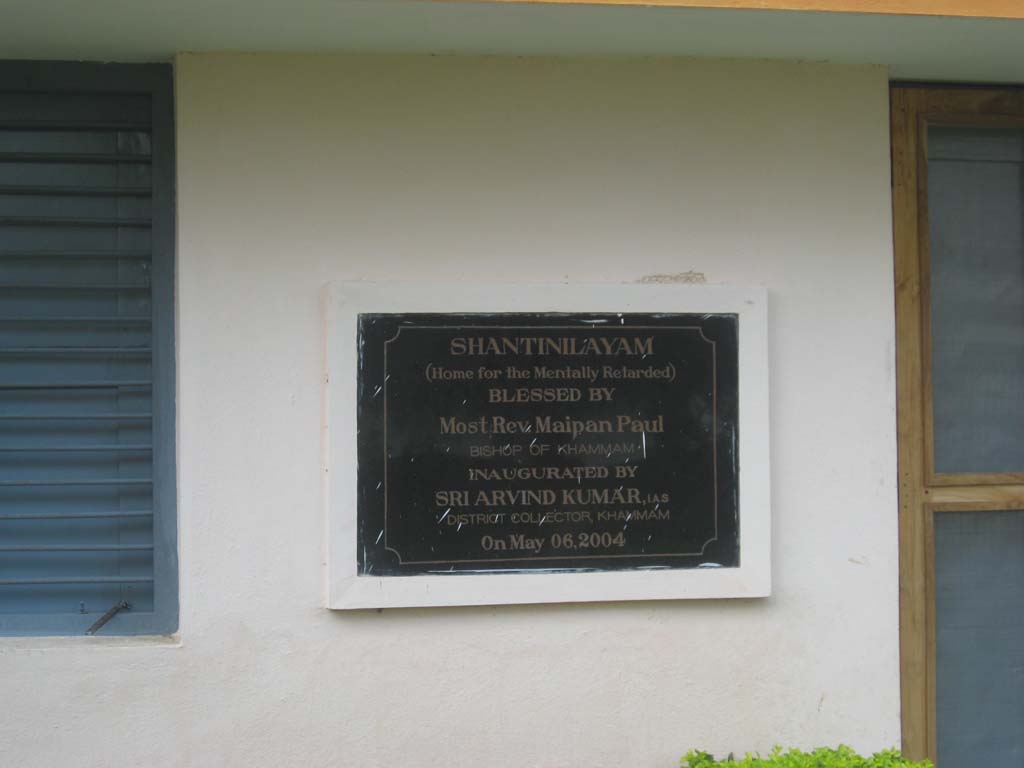 SHANTINILAYAM
(Home for the Mentally Retarded)
BLESSED BY
Most Rev. Maipan Paul
BISHOP OF KHAMMAM
INAUGURATED BY
SRI ARVIND KUMAR, I.A.S
DISTRICT COLLECTOR, KHAMMAM
On May 06, 2004